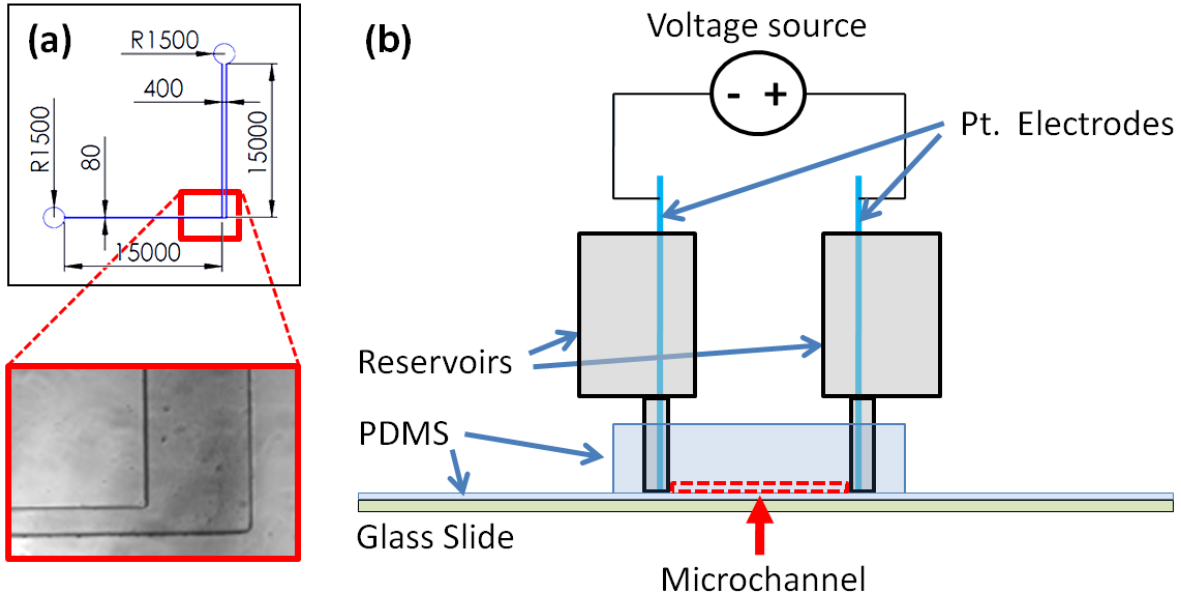 (a)
R1500
400
15000
R1500
80
15000
(b)
Voltage source
- +
Pt. Electrodes
Reservoirs
PDMS
Glass Slide
Microchannel